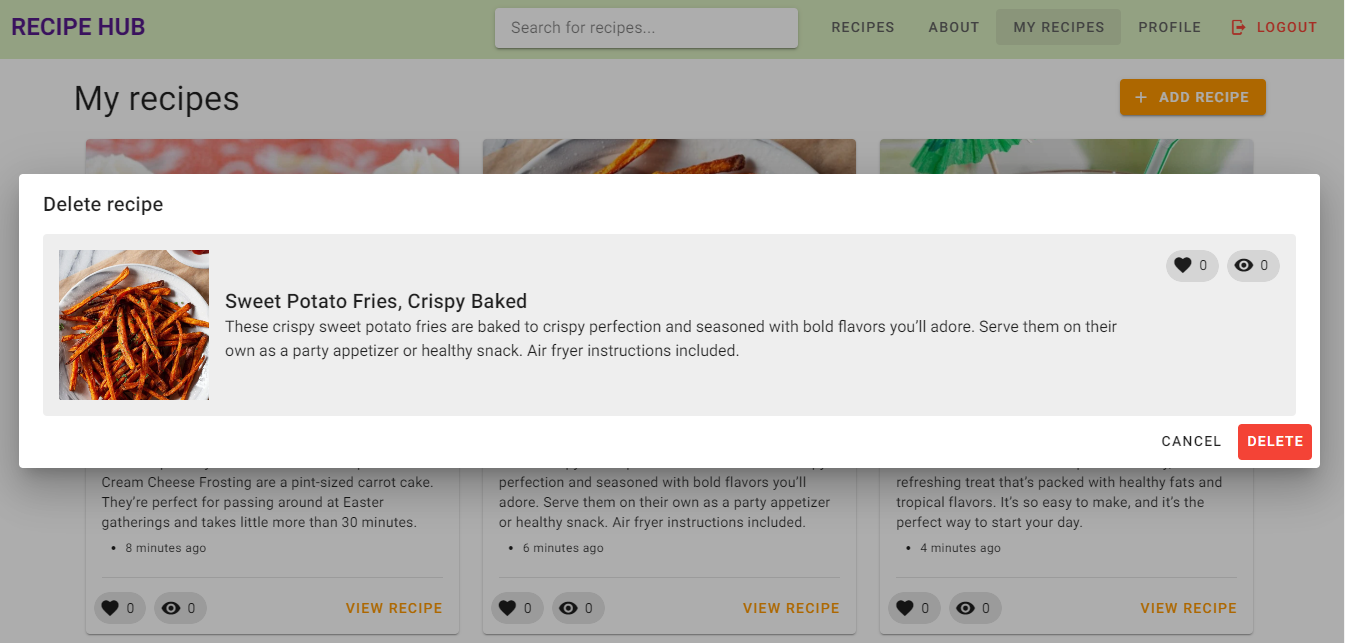 RECIPE HUB
Search for recipes...
RECIPES
ABOUT
MY RECIPES
PROFILE
LOGOUT
My recipes
+ ADD RECIPE
Delete recipe
0
0
Sweet Potato Fries, Crispy Baked
These crispy sweet potato fries are baked to crispy perfection and seasoned with bold flavors you’ll adore. Serve them on their
own as a party appetizer or healthy snack. Air fryer instructions included.
CANCEL
DELETE
Cream Cheese Frosting are a pint-sized carrot cake.
They’re perfect for passing around at Easter
gatherings and takes little more than 30 minutes.
• 8 minutes ago
0
0
VIEW RECIPE
perfection and seasoned with bold flavors you’ll
adore. Serve them on their own as a party appetizer
or healthy snack. Air fryer instructions included.
• 6 minutes ago
0
0
VIEW RECIPE
refreshing treat that’s packed with healthy fats and
tropical flavors. It’s so easy to make, and it’s the
perfect way to start your day.
• 4 minutes ago
0
0
VIEW RECIPE